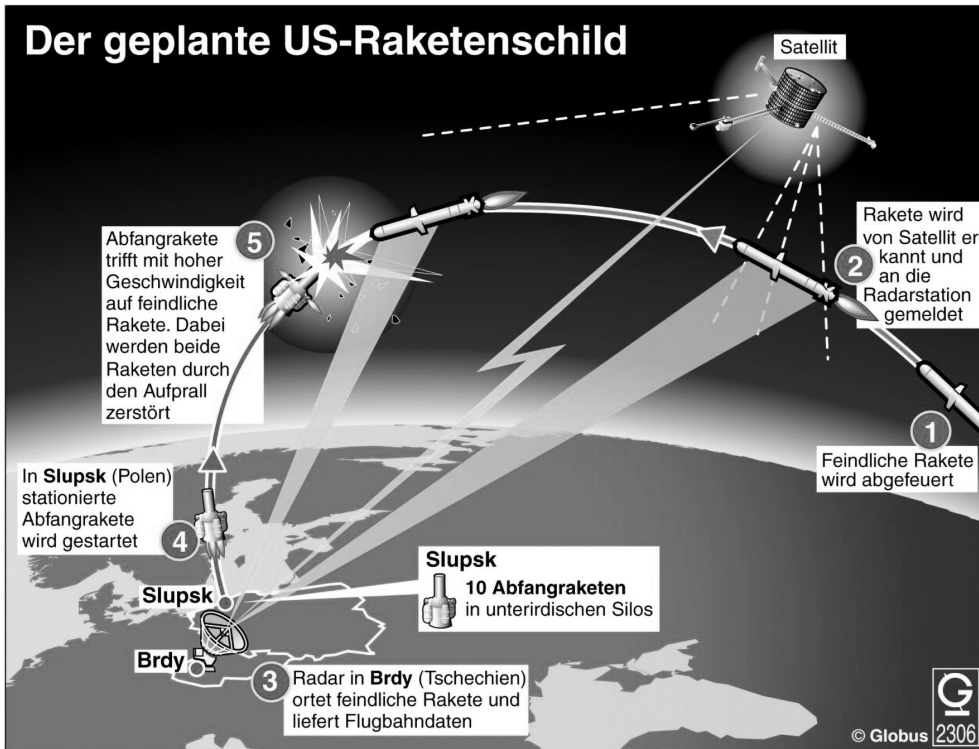 Der geplante US-Raketenschild
Satellit
5
Abfangrakete
trifft mit hoher
Geschwindigkeit
auf feindliche
Rakete. Dabei
werden beide
Raketen durch
den Aufprall
zerstört
2
Rakete wird
von Satellit er
kannt und
an die
Radarstation
gemeldet
1
Feindliche Rakete
wird abgefeuert
In Slupsk (Polen)
stationierte
Abfangrakete
wird gestartet
4
Slupsk
10 Abfangraketen
in unterirdischen Silos
Slupsk
Brdy
3
Radar in Brdy (Tschechien)
ortet feindliche Rakete und
liefert Flugbahndaten
© Globus 2306